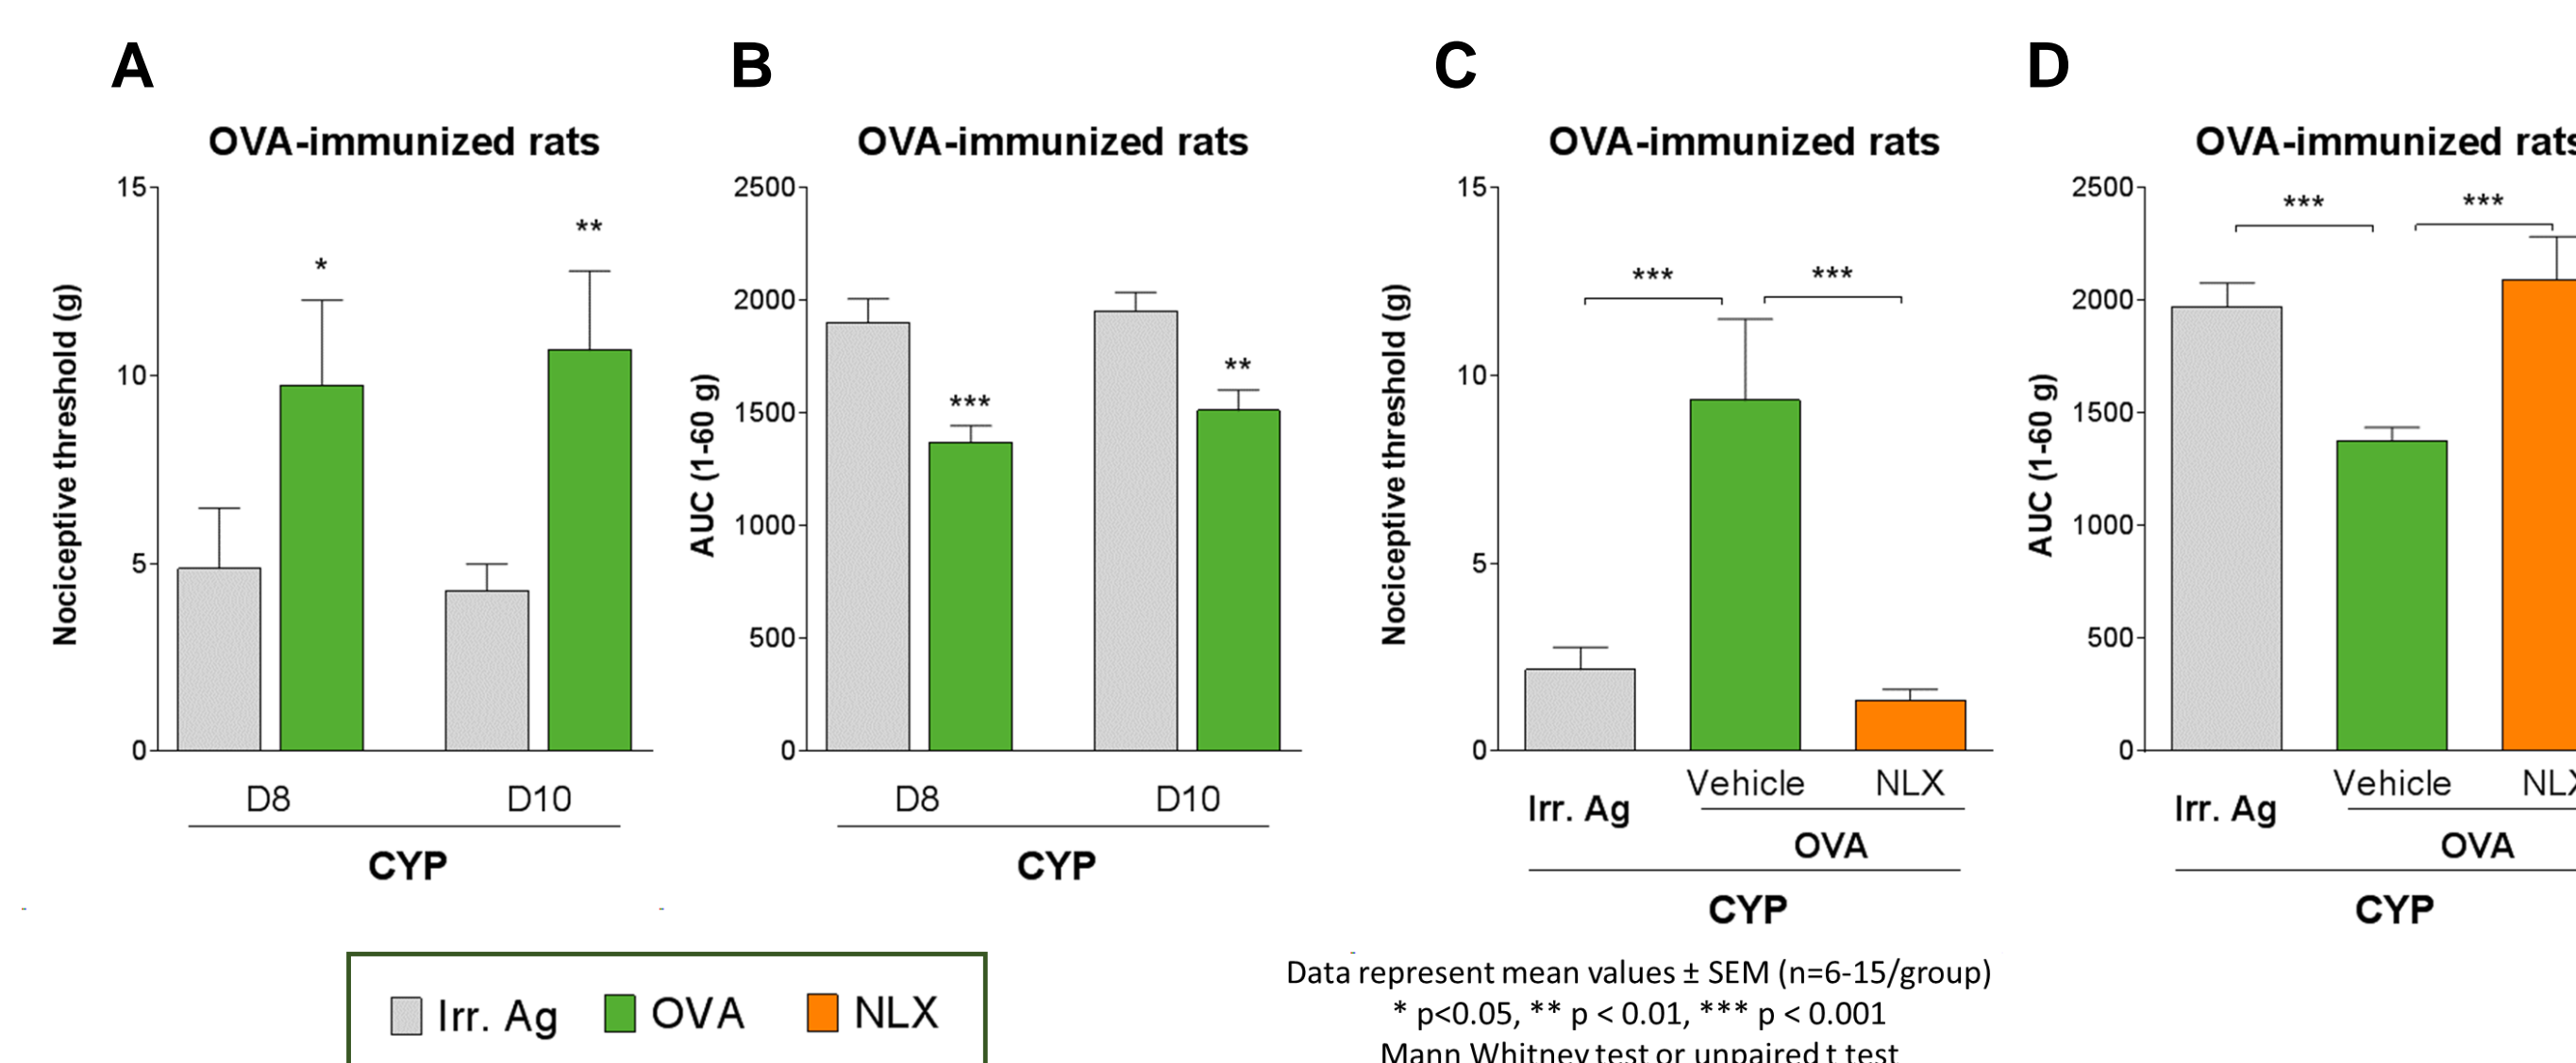 A
OVA-immunized rats
Nociceptive threshold (g)
15
10
5
0
*
**
D8 D10
CYP
B
OVA-immunized rats
AUC (1-60 g)
2500
2000
1500
1000
500
0
***
**
D8 D10
CYP
C
OVA-immunized rats
Nociceptive threshold (g)
15
10
5
0
*** ***
Vehicle NLX
Irr. Ag
OVA
CYP
D
OVA-immunized rats
AUC (1-60 g)
2500
2000
1500
1000
500
0
*** ***
Vehicle NLX
Irr. Ag
OVA
CYP
Irr. Ag OVA NLX
Data represent mean values ± SEM (n=6-15/group)
* p<0.05, ** p < 0.01, *** p < 0.001
Mann Whitney test or unpaired t test